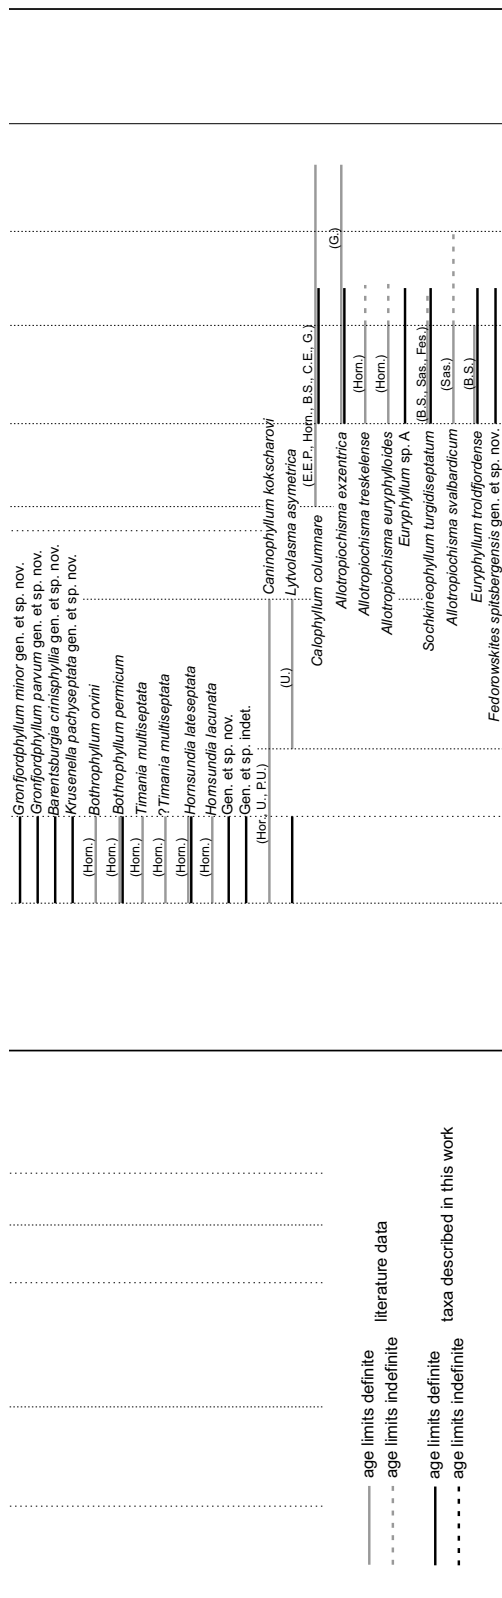 Gronfjordphyllum minor gen. et sp. nov.
Gronfjordphyllum parvum gen. et sp. nov.
Barentsburgia crinisphyllia gen. et sp. nov.
Krusenella pachyseptata gen. et sp. nov.
(Horn.) Bothrophyllum orvini
(Horn.) Bothrophyllum permicum
(Horn.) Timania multiseptata
(Horn.) ?Timania multiseptata
(Horn.) Hornsundia lateseptata
(Horn.) Hornsundia lacunata
Gen. et sp. nov.
Gen. et sp. indet.
(Hor., U., P.U.) Caninophyllum kokscharovi
(U.) Lytvolasma asymetrica
Calophyllum columnare (E.E.P., Horn., B.S., C.E., G.)
Allotropiochisma exzentrica (G.)
Allotropiochisma treskelense (Horn.)
Allotropiochisma euryphylloides (Horn.)
Euryphyllum sp. A
Sochkineophyllum turgidiseptatum (B.S., Sas., Fes.)
Allotropiochisma svalbardicum (Sas.)
Euryphyllum troldfjordense (B.S.)
Fedorowskites spitsbergensis gen. et sp. nov.
age limits definite
age limits indefinite
literature data
age limits definite
age limits indefinite
taxa described in this work